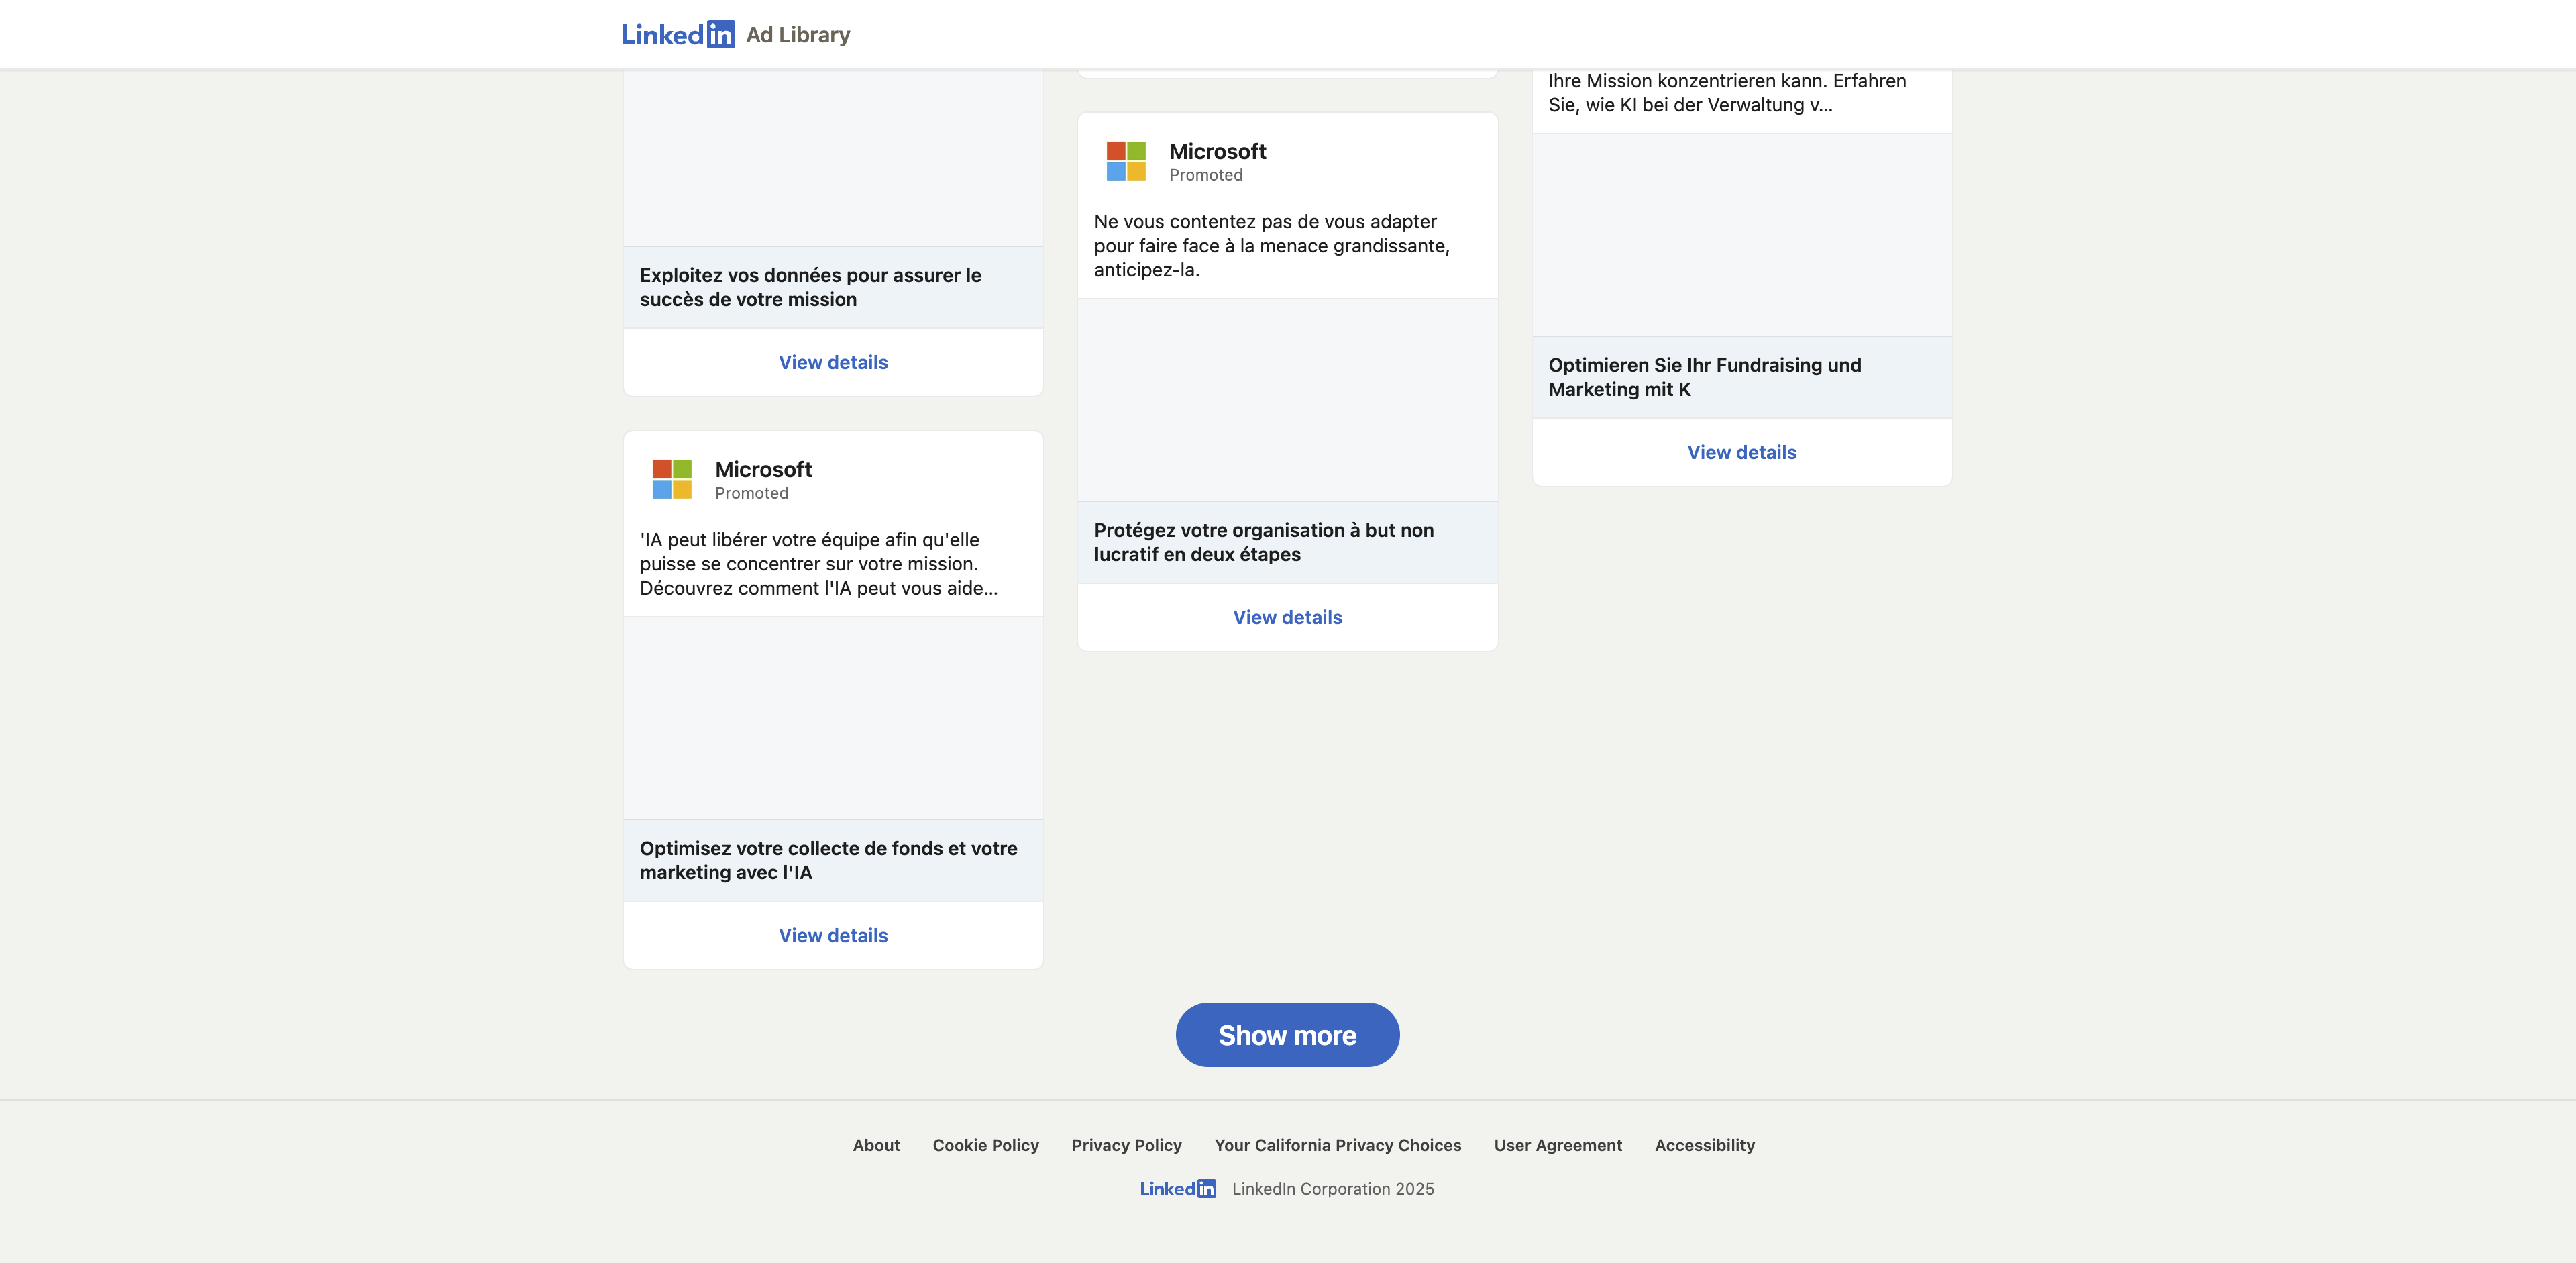 LinkedIn Ad Library
Exploitez vos données pour assurer le
succès de votre mission
View details
Microsoft
Promoted
'IA peut libérer votre équipe afin qu'elle
puisse se concentrer sur votre mission.
Découvrez comment l'IA peut vous aide...
Optimisez votre collecte de fonds et votre
marketing avec l'IA
View details
Microsoft
Promoted
Ne vous contentez pas de vous adapter
pour faire face à la menace grandissante,
anticipez-la.
Protégez votre organisation à but non
lucratif en deux étapes
View details
Ihre Mission konzentrieren kann. Erfahren
Sie, wie KI bei der Verwaltung v...
Optimieren Sie Ihr Fundraising und
Marketing mit K
View details
Show more
About Cookie Policy Privacy Policy Your California Privacy Choices User Agreement Accessibility
LinkedIn LinkedIn Corporation 2025